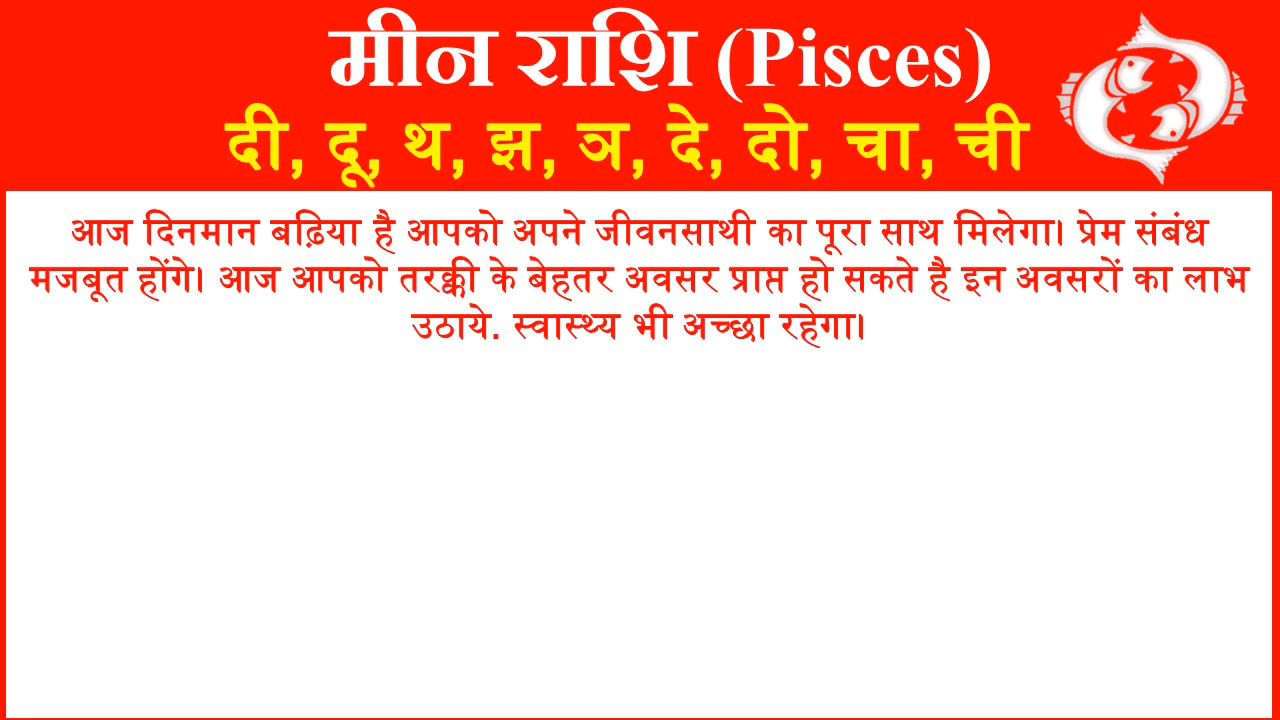 मीन राशि (Pisces)
दी, दू, थ, झ, ञ, दे, दो, चा, ची
आज दिनमान बढ़िया है आपको अपने जीवनसाथी का पूरा साथ मिलेगा। प्रेम संबंध
मजबूत होंगे। आज आपको तरक्की के बेहतर अवसर प्राप्त हो सकते है इन अवसरों का लाभ
उठाये. स्वास्थ्य भी अच्छा रहेगा।